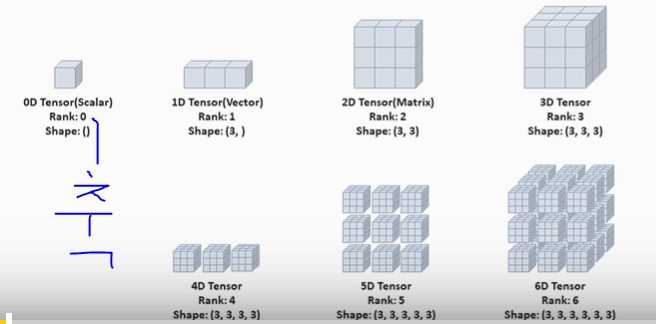 0D Tensor(Scalar)
Rank: 0
Shape: ()
1D Tensor(Vector)
Rank: 1
Shape: (3, )
2D Tensor(Matrix)
Rank: 2
Shape: (3, 3)
3D Tensor
Rank: 3
Shape: (3, 3, 3)
축
4D Tensor
Rank: 4
Shape: (3, 3, 3, 3)
5D Tensor
Rank: 5
Shape: (3, 3, 3, 3, 3)
6D Tensor
Rank: 6
Shape: (3, 3, 3, 3, 3, 3)